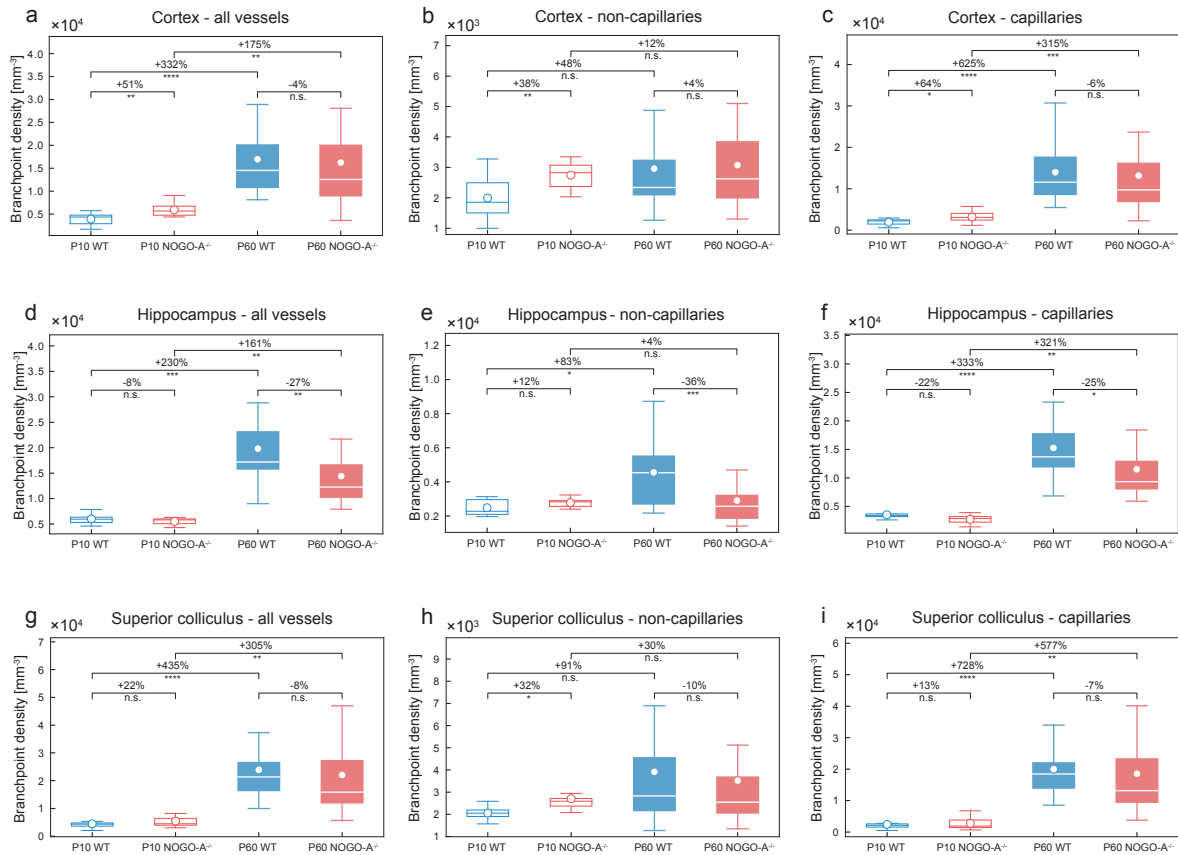 a
Cortex - all vessels
×10⁴
Branchpoint density [mm⁻³]
4.0
3.5
3.0
2.5
2.0
1.5
1.0
0.5
+175%
**
+332%
****
+51%
**
-4%
n.s.
P10 WT
P10 NOGO-A⁻/⁻
P60 WT
P60 NOGO-A⁻/⁻
b
Cortex - non-capillaries
×10³
Branchpoint density [mm⁻³]
7
6
5
4
3
2
1
+12%
n.s.
+48%
n.s.
+38%
**
+4%
n.s.
P10 WT
P10 NOGO-A⁻/⁻
P60 WT
P60 NOGO-A⁻/⁻
c
Cortex - capillaries
×10⁴
Branchpoint density [mm⁻³]
4
3
2
1
0
+315%
***
+625%
****
+64%
*
-6%
n.s.
P10 WT
P10 NOGO-A⁻/⁻
P60 WT
P60 NOGO-A⁻/⁻
d
Hippocampus - all vessels
×10⁴
Branchpoint density [mm⁻³]
4.0
3.5
3.0
2.5
2.0
1.5
1.0
0.5
+161%
**
+230%
***
-8%
n.s.
-27%
**
P10 WT
P10 NOGO-A⁻/⁻
P60 WT
P60 NOGO-A⁻/⁻
e
Hippocampus - non-capillaries
×10⁴
Branchpoint density [mm⁻³]
1.2
1.0
0.8
0.6
0.4
0.2
+4%
n.s.
+83%
*
+12%
n.s.
-36%
***
P10 WT
P10 NOGO-A⁻/⁻
P60 WT
P60 NOGO-A⁻/⁻
f
Hippocampus - capillaries
×10⁴
Branchpoint density [mm⁻³]
3.5
3.0
2.5
2.0
1.5
1.0
0.5
+321%
**
+333%
****
-22%
n.s.
-25%
*
P10 WT
P10 NOGO-A⁻/⁻
P60 WT
P60 NOGO-A⁻/⁻
g
Superior colliculus - all vessels
×10⁴
Branchpoint density [mm⁻³]
7
6
5
4
3
2
1
0
+305%
**
+435%
****
+22%
n.s.
-8%
n.s.
P10 WT
P10 NOGO-A⁻/⁻
P60 WT
P60 NOGO-A⁻/⁻
h
Superior colliculus - non-capillaries
×10³
Branchpoint density [mm⁻³]
9
8
7
6
5
4
3
2
1
+30%
n.s.
+91%
n.s.
+32%
*
-10%
n.s.
P10 WT
P10 NOGO-A⁻/⁻
P60 WT
P60 NOGO-A⁻/⁻
i
Superior colliculus - capillaries
×10⁴
Branchpoint density [mm⁻³]
6
5
4
3
2
1
0
+577%
**
+728%
****
+13%
n.s.
-7%
n.s.
P10 WT
P10 NOGO-A⁻/⁻
P60 WT
P60 NOGO-A⁻/⁻